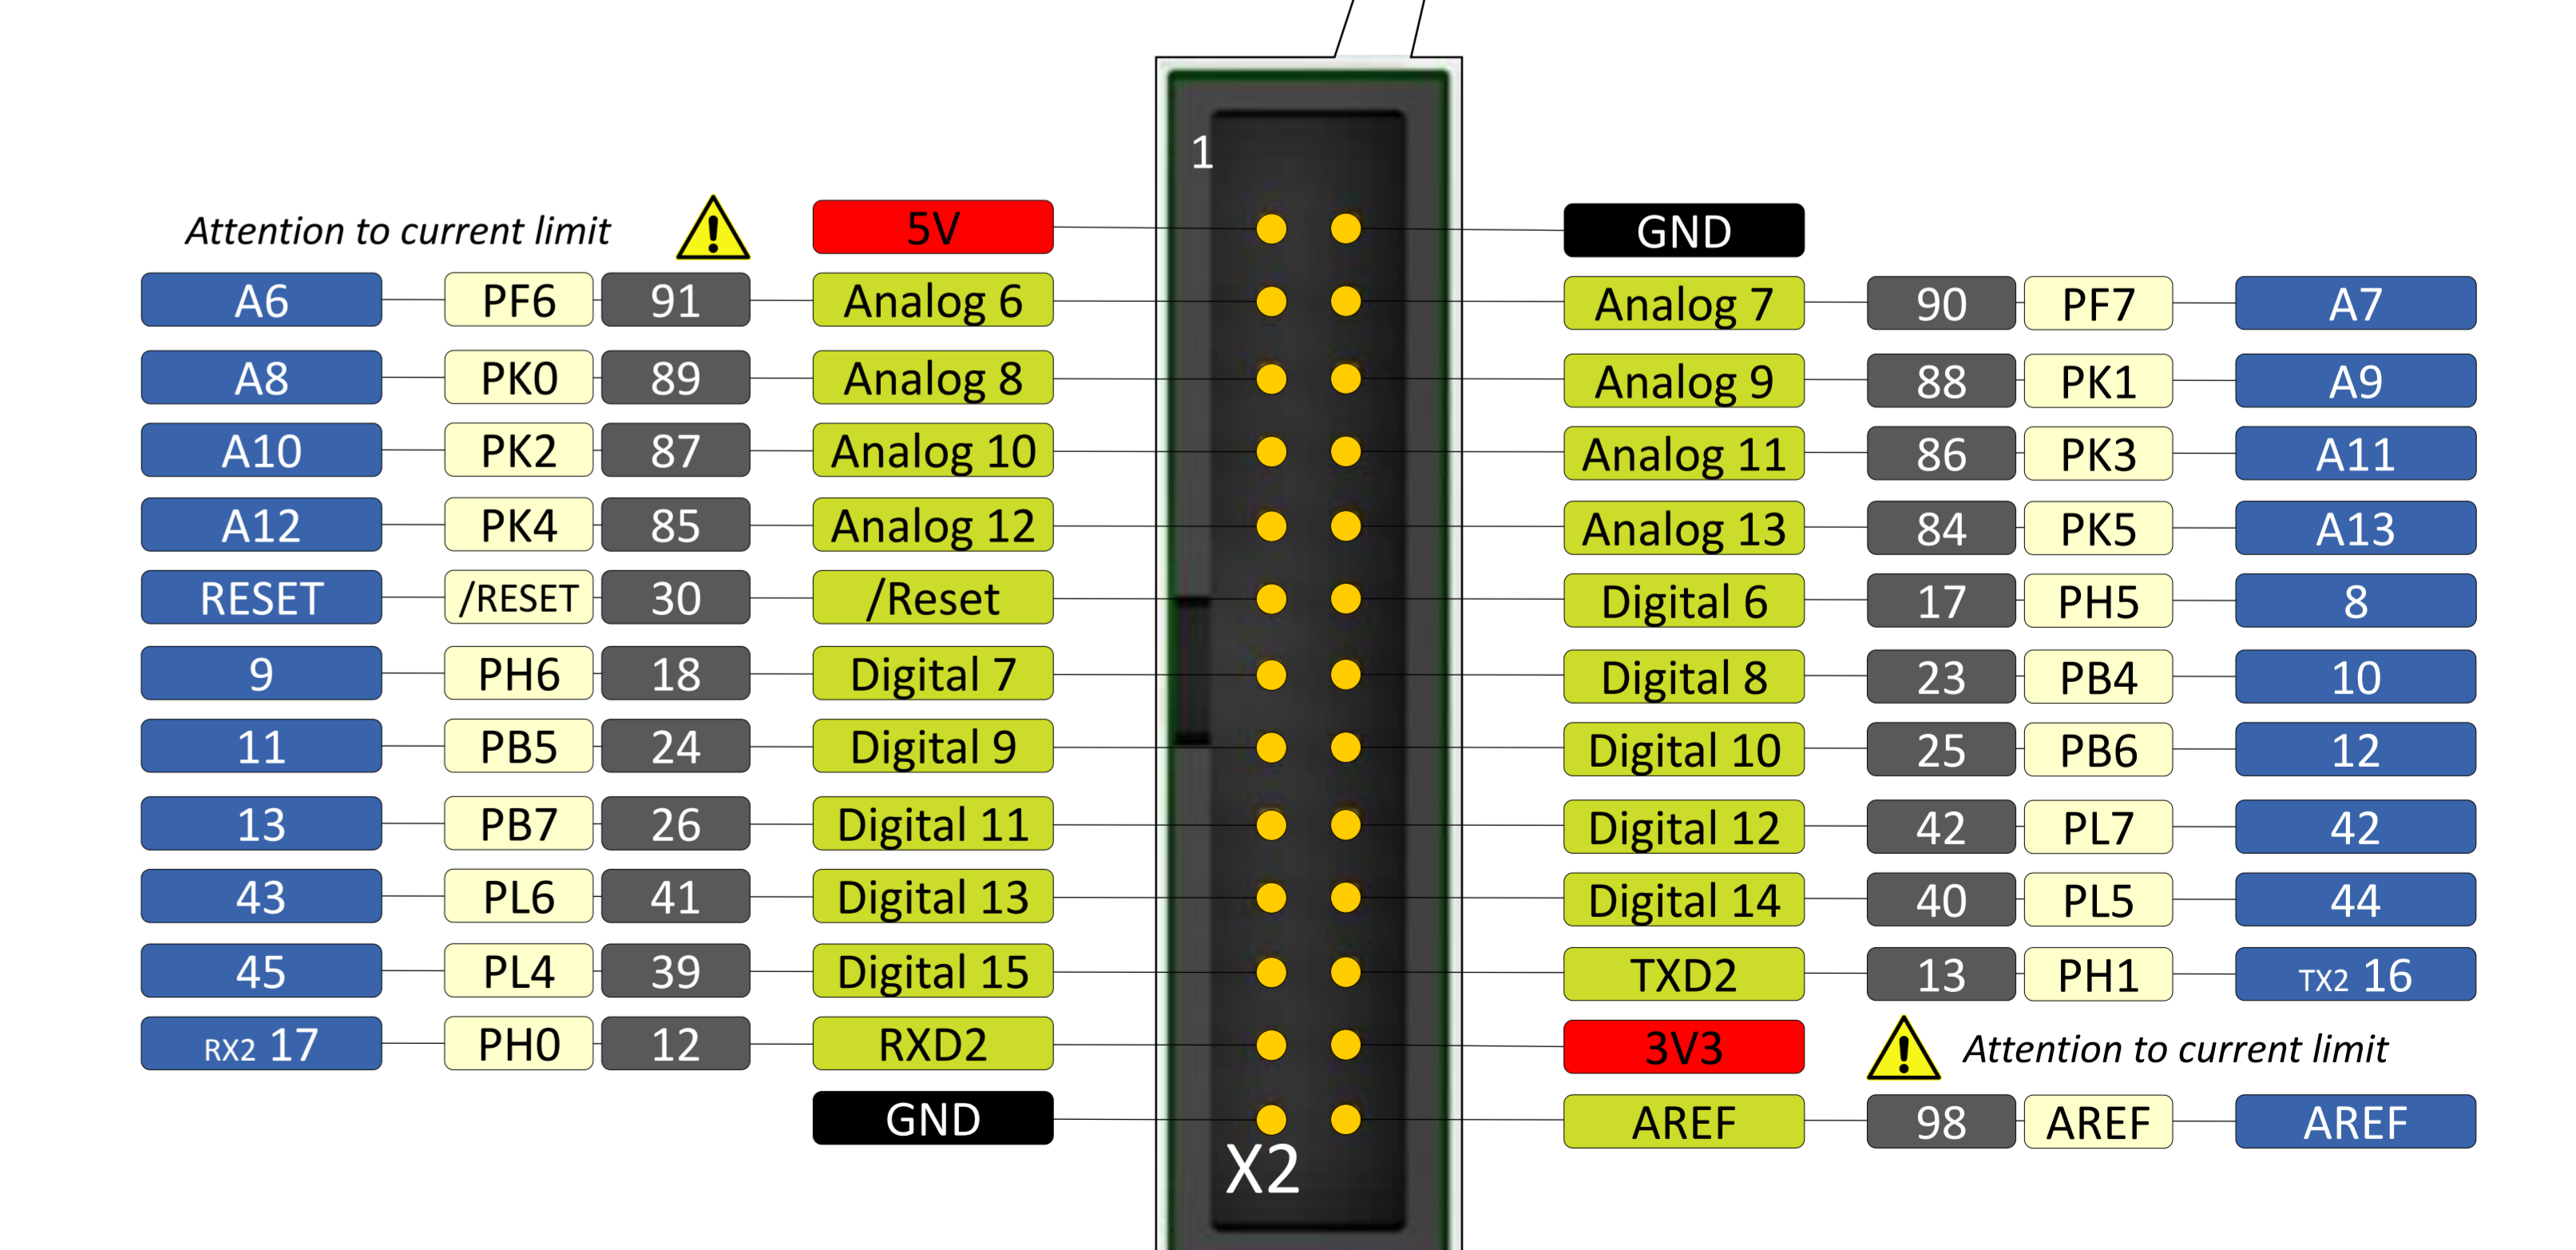 1
Attention to current limit 5V GND
A6 PF6 91 Analog 6 Analog 7 90 PF7 A7
A8 PK0 89 Analog 8 Analog 9 88 PK1 A9
A10 PK2 87 Analog 10 Analog 11 86 PK3 A11
A12 PK4 85 Analog 12 Analog 13 84 PK5 A13
RESET /RESET 30 /Reset Digital 6 17 PH5 8
9 PH6 18 Digital 7 Digital 8 23 PB4 10
11 PB5 24 Digital 9 Digital 10 25 PB6 12
13 PB7 26 Digital 11 Digital 12 42 PL7 42
43 PL6 41 Digital 13 Digital 14 40 PL5 44
45 PL4 39 Digital 15 TXD2 13 PH1 TX2 16
RX2 17 PH0 12 RXD2 3V3 Attention to current limit
GND AREF 98 AREF AREF
X2